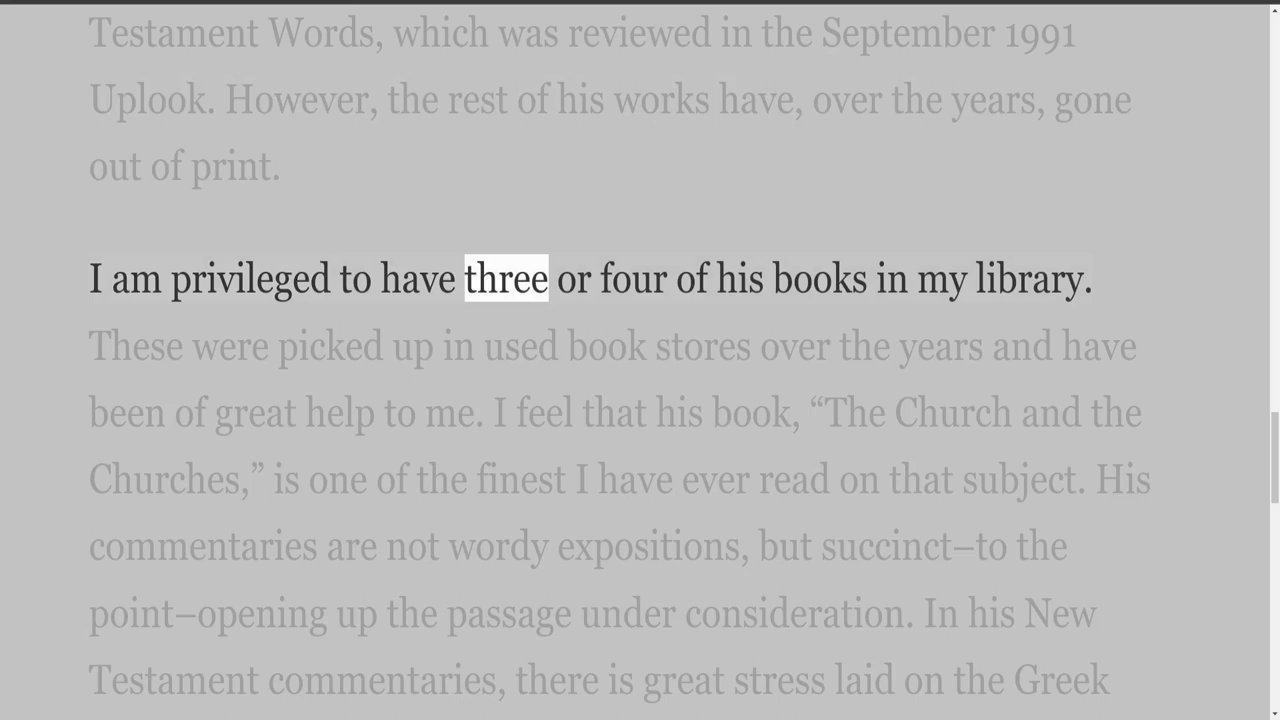 Testament Words, which was reviewed in the September 1991
Uplook. However, the rest of his works have, over the years, gone
out of print.
I am privileged to have three or four of his books in my library.
These were picked up in used book stores over the years and have
been of great help to me. I feel that his book, “The Church and the
Churches,” is one of the finest I have ever read on that subject. His
commentaries are not wordy expositions, but succinct–to the
point–opening up the passage under consideration. In his New
Testament commentaries, there is great stress laid on the Greek